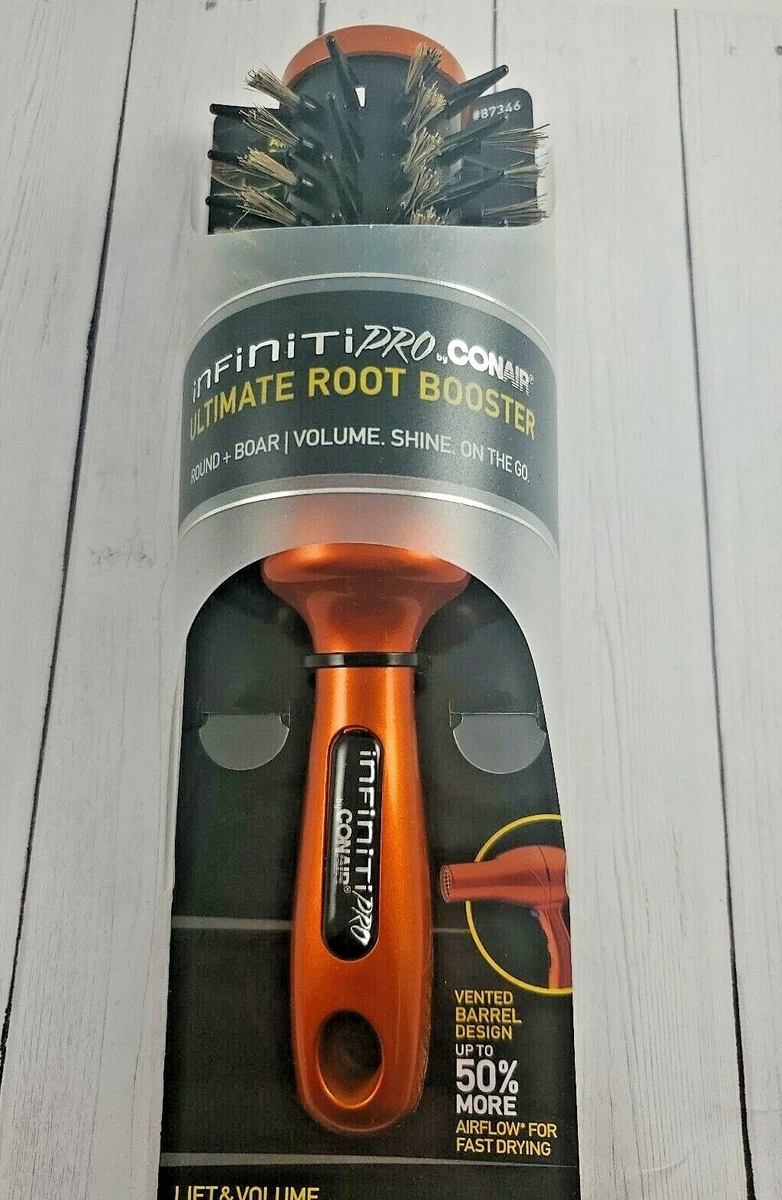 #87346
inFiniTiPRO by CONAIR®
ULTIMATE ROOT BOOSTER
ROUND + BOAR | VOLUME. SHINE. ON THE GO.
inFiniTiPRO
by CONAIR®
VENTED
BARREL
DESIGN
UP TO
50%
MORE
AIRFLOW* FOR
FAST DRYING
LIFT & VOLUME